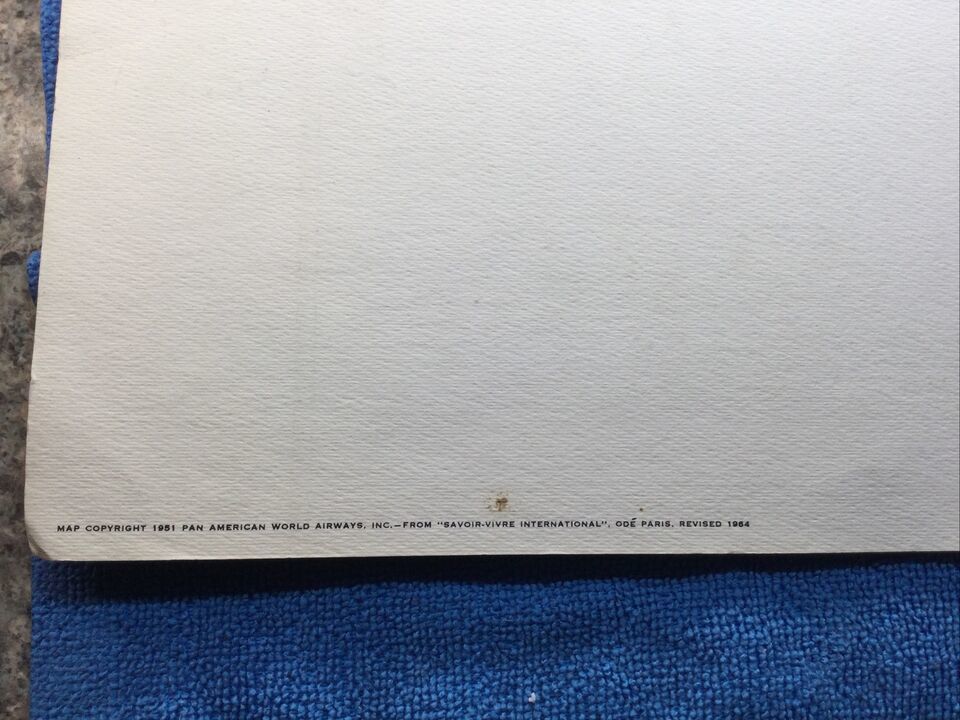 MAP COPYRIGHT 1951 PAN AMERICAN WORLD AIRWAYS, INC.—FROM "SAVOIR-VIVRE INTERNATIONAL", ODÉ PARIS, REVISED 1964